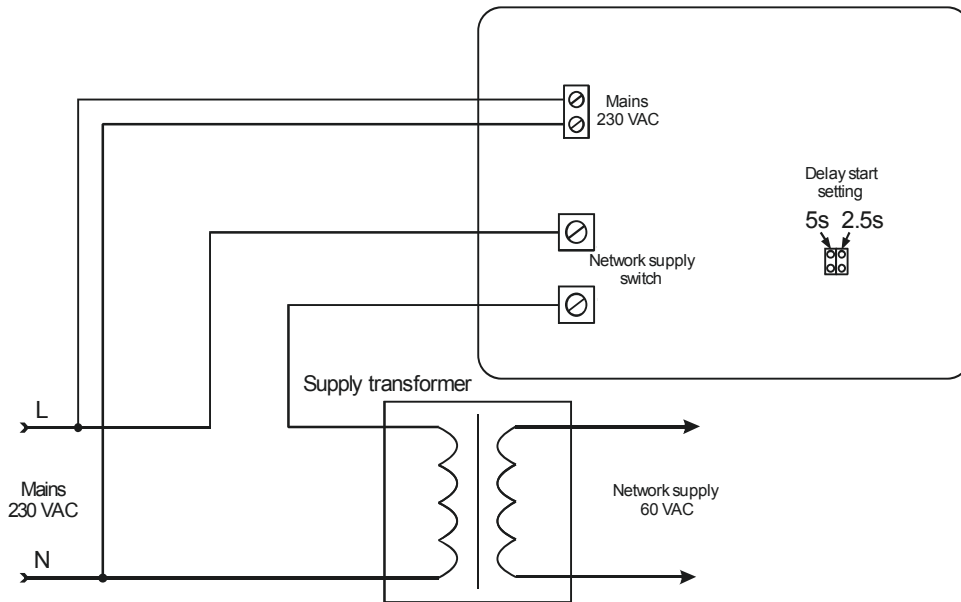 Mains
230 VAC
Delay start
setting
5s 2.5s
Network supply
switch
Supply transformer
L
Mains
230 VAC
Network supply
60 VAC
N